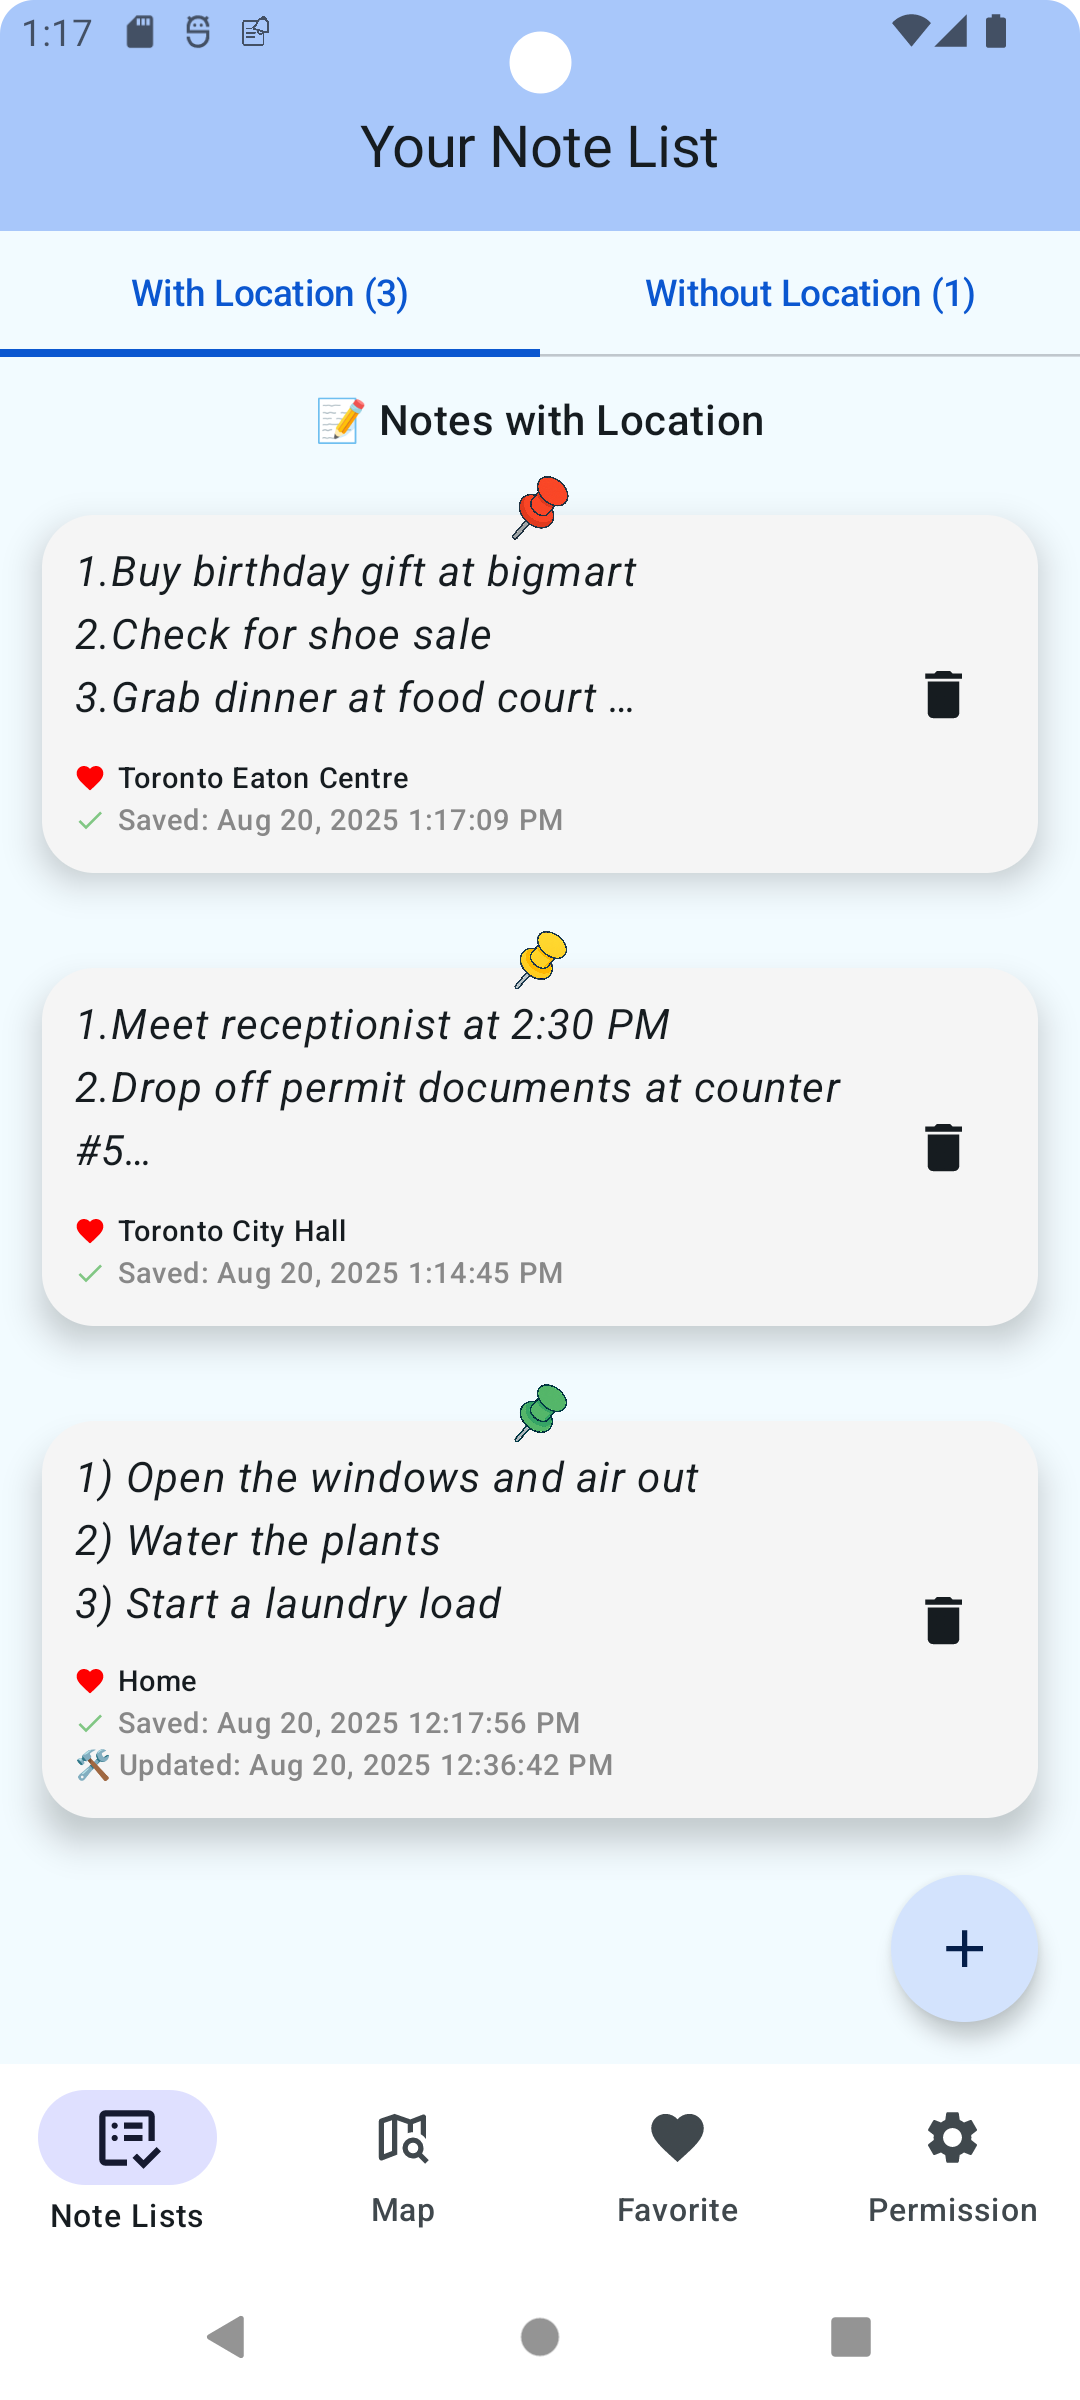 1:17
Your Note List
With Location (3)
Without Location (1)
📝 Notes with Location
1.Buy birthday gift at bigmart
2.Check for shoe sale
3.Grab dinner at food court ...
Toronto Eaton Centre
Saved: Aug 20, 2025 1:17:09 PM
1.Meet receptionist at 2:30 PM
2.Drop off permit documents at counter
#5...
Toronto City Hall
Saved: Aug 20, 2025 1:14:45 PM
1) Open the windows and air out
2) Water the plants
3) Start a laundry load
Home
Saved: Aug 20, 2025 12:17:56 PM
Updated: Aug 20, 2025 12:36:42 PM
Note Lists
Map
Favorite
Permission